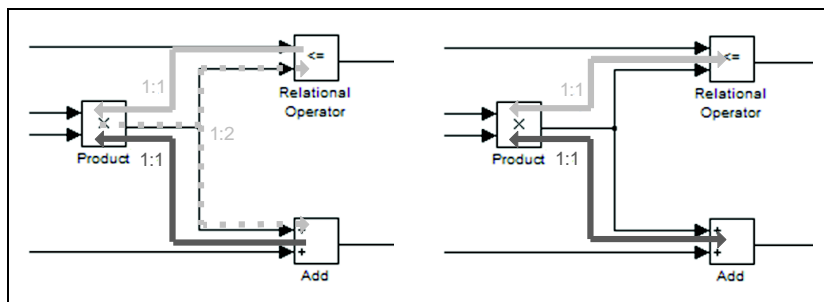 <=
Relational
Operator
1:1
×
1:2
Product
1:1
+
+
Add
<=
Relational
Operator
1:1
×
Product
1:1
+
+
Add